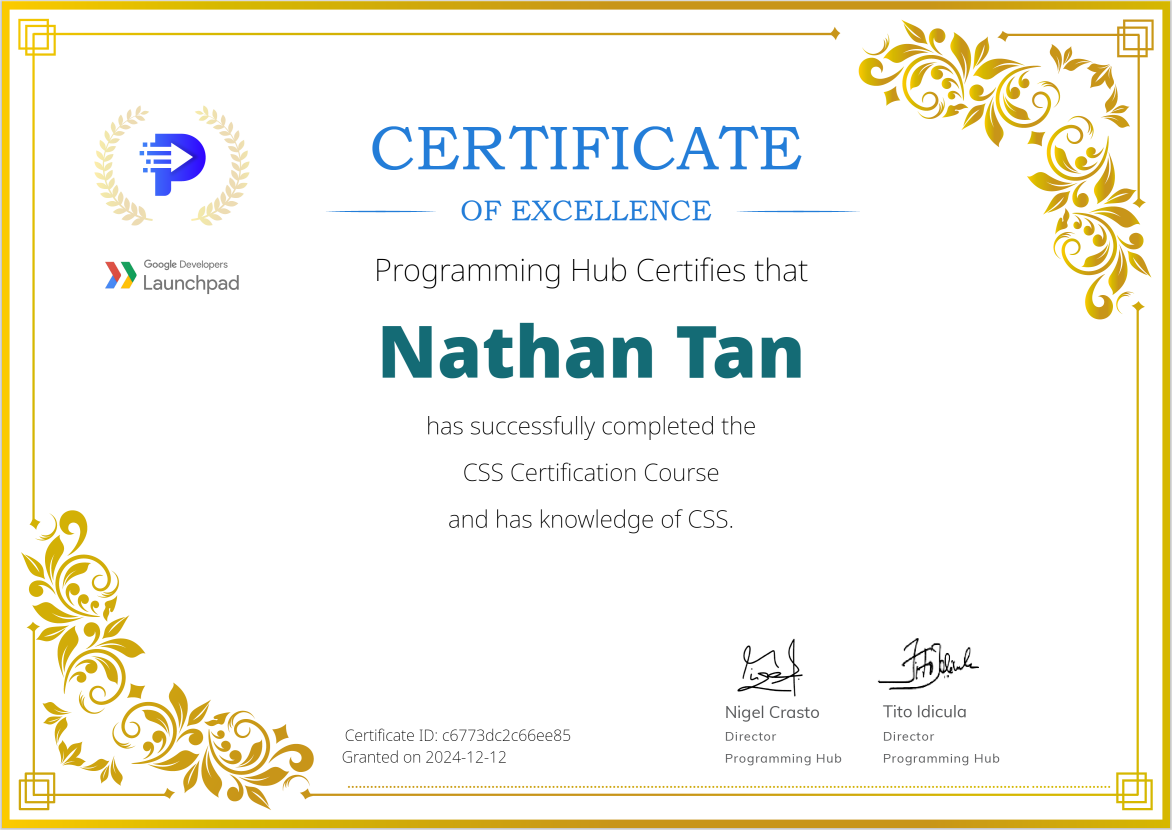 CERTIFICATE
OF EXCELLENCE
Google Developers
Launchpad
Programming Hub Certifies that
Nathan Tan
has successfully completed the
CSS Certification Course
and has knowledge of CSS.
Nigel Crasto
Director
Programming Hub
Tito Idicula
Director
Programming Hub
Certificate ID: c6773dc2c66ee85
Granted on 2024-12-12